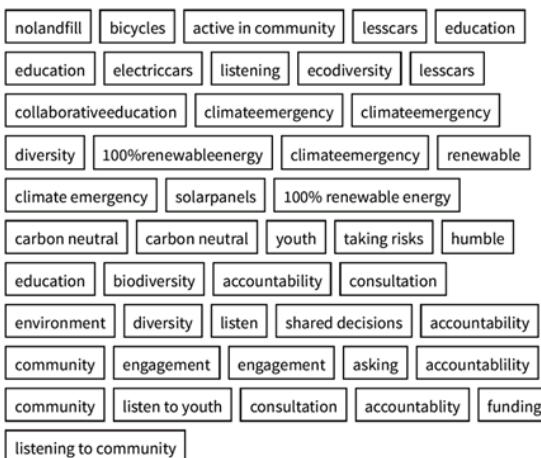 nolandfill bicycles active in community lesscars education
education electriccars listening ecodiversity lesscars
collaborativeeducation climateemergency climateemergency
diversity 100%renewableenergy climateemergency renewable
climate emergency solarpanels 100% renewable energy
carbon neutral carbon neutral youth taking risks humble
education biodiversity accountability consultation
environment diversity listen shared decisions accountability
community engagement engagement asking accountablility
community listen to youth consultation accountablity funding
listening to community